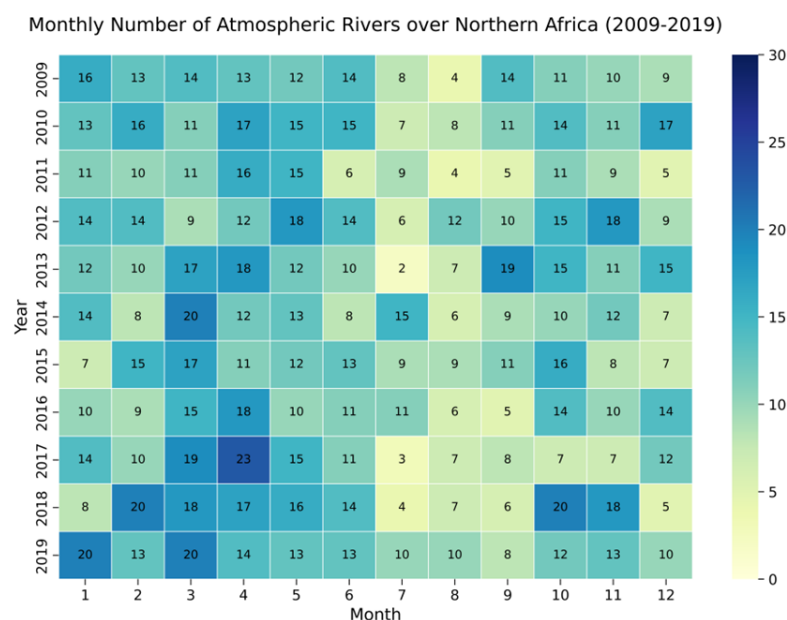 Monthly Number of Atmospheric Rivers over Northern Africa (2009-2019)
2009 16 13 14 13 12 14 8 4 14 11 10 9
2010 13 16 11 17 15 15 7 8 11 14 11 17
2011 11 10 11 16 15 6 9 4 5 11 9 5
2012 14 14 9 12 18 14 6 12 10 15 18 9
2013 12 10 17 18 12 10 2 7 19 15 11 15
2014 14 8 20 12 13 8 15 6 9 10 12 7
2015 7 15 17 11 12 13 9 9 11 16 8 7
2016 10 9 15 18 10 11 11 6 5 14 10 14
2017 14 10 19 23 15 11 3 7 8 7 7 12
2018 8 20 18 17 16 14 4 7 6 20 18 5
2019 20 13 20 14 13 13 10 10 8 12 13 10
1 2 3 4 5 6 7 8 9 10 11 12
Month
Year
30
25
20
15
10
5
0